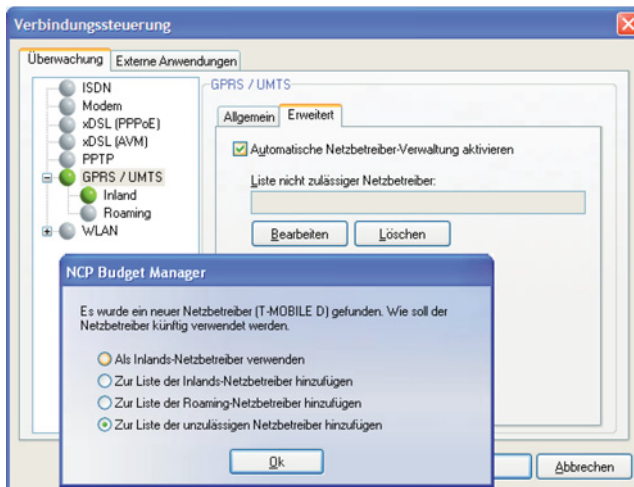 Verbindungssteuerung
Überwachung Externe Anwendungen
ISDN
Modem
xDSL (PPPoE)
xDSL (AVM)
PPTP
GPRS / UMTS
Inland
Roaming
WLAN
GPRS / UMTS
Allgemein Erweitert
Automatische Netzbetreiber-Verwaltung aktivieren
Liste nicht zulässiger Netzbetreiber:
Bearbeiten Löschen
NCP Budget Manager
Es wurde ein neuer Netzbetreiber (T-MOBILE D) gefunden. Wie soll der
Netzbetreiber künftig verwendet werden.
Als Inlands-Netzbetreiber verwenden
Zur Liste der Inlands-Netzbetreiber hinzufügen
Zur Liste der Roaming-Netzbetreiber hinzufügen
Zur Liste der unzulässigen Netzbetreiber hinzufügen
Ok
Abbrechen